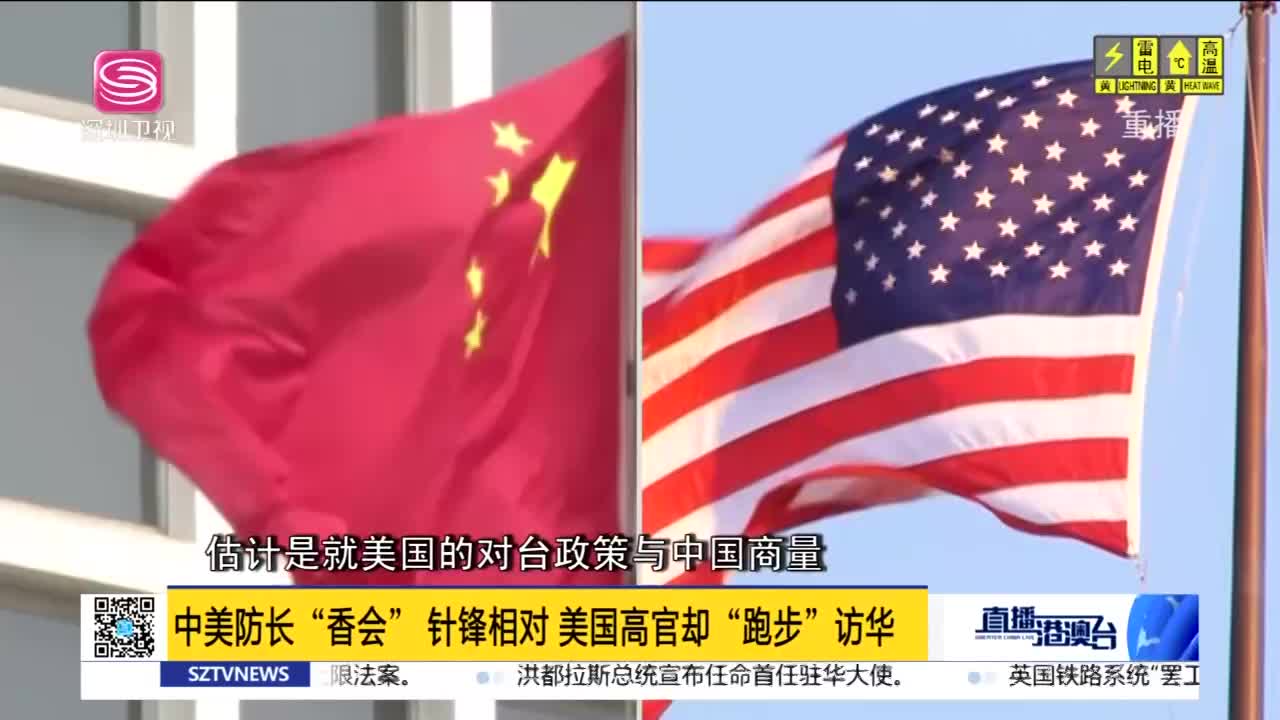 雷电
黄 LIGHTNING
℃
高温
黄 HEAT WAVE
深圳卫视
重播
估计是就美国的对台政策与中国商量
中美防长“香会” 针锋相对 美国高官却“跑步”访华
直播港澳台
GREATER CHINA LIVE
SZTVNEWS
限法案。 洪都拉斯总统宣布任命首任驻华大使。 英国铁路系统“罢工